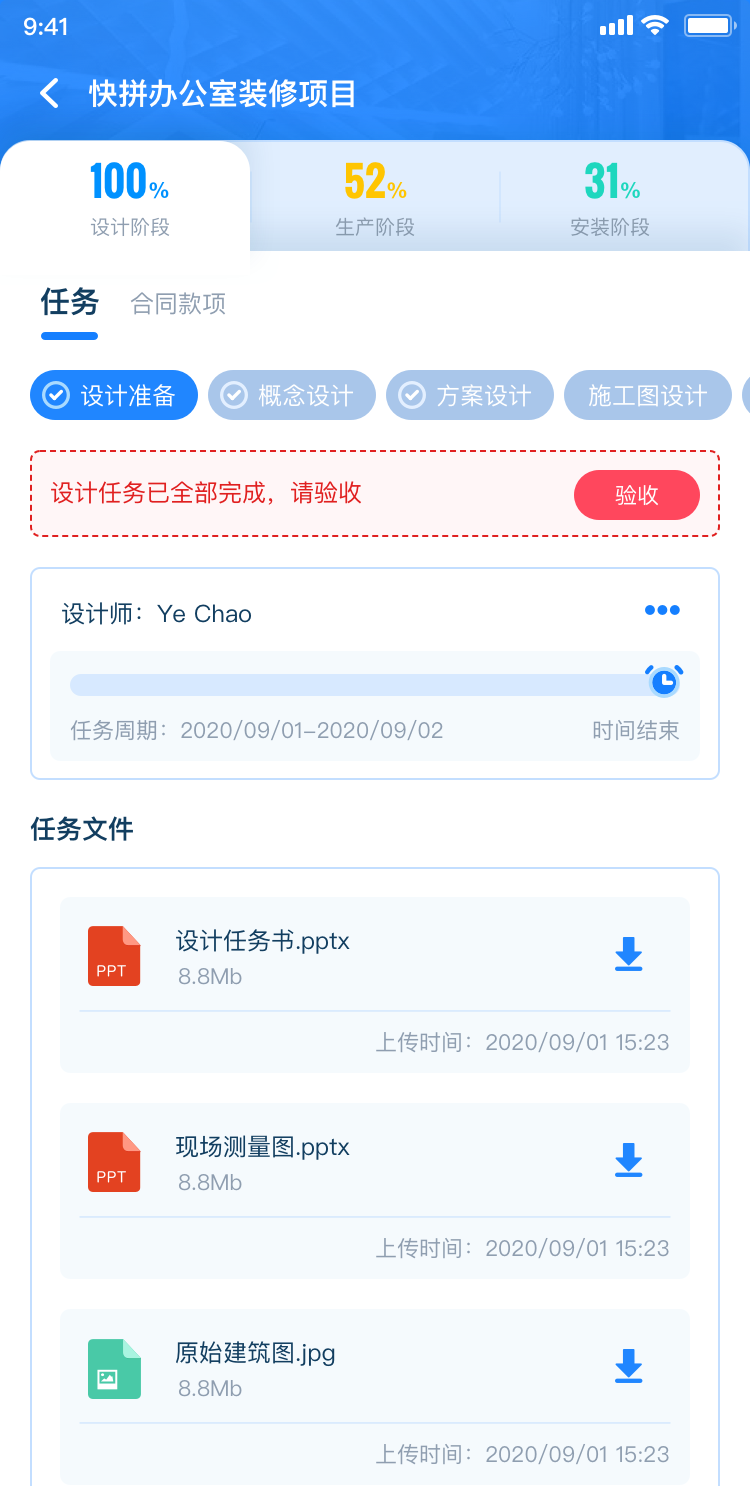 9:41
快拼办公室装修项目
100% 52% 31%
设计阶段 生产阶段 安装阶段
任务 合同款项
设计准备 概念设计 方案设计 施工图设计
设计任务已全部完成，请验收 验收
设计师：Ye Chao
任务周期：2020/09/01-2020/09/02 时间结束
任务文件
设计任务书.pptx
PPT
8.8Mb
上传时间：2020/09/01 15:23
现场测量图.pptx
PPT
8.8Mb
上传时间：2020/09/01 15:23
原始建筑图.jpg
8.8Mb
上传时间：2020/09/01 15:23